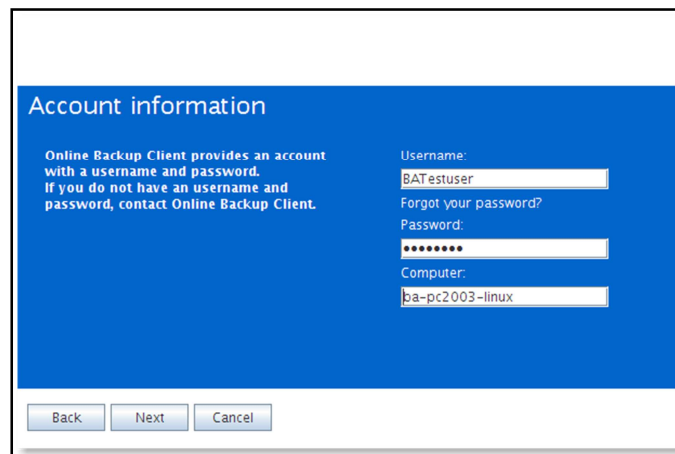 Account information
Online Backup Client provides an account
with a username and password.
If you do not have an username and
password, contact Online Backup Client.
Username:
BATestuser
Forgot your password?
Password:
••••••••
Computer:
ba-pc2003-linux
Back Next Cancel